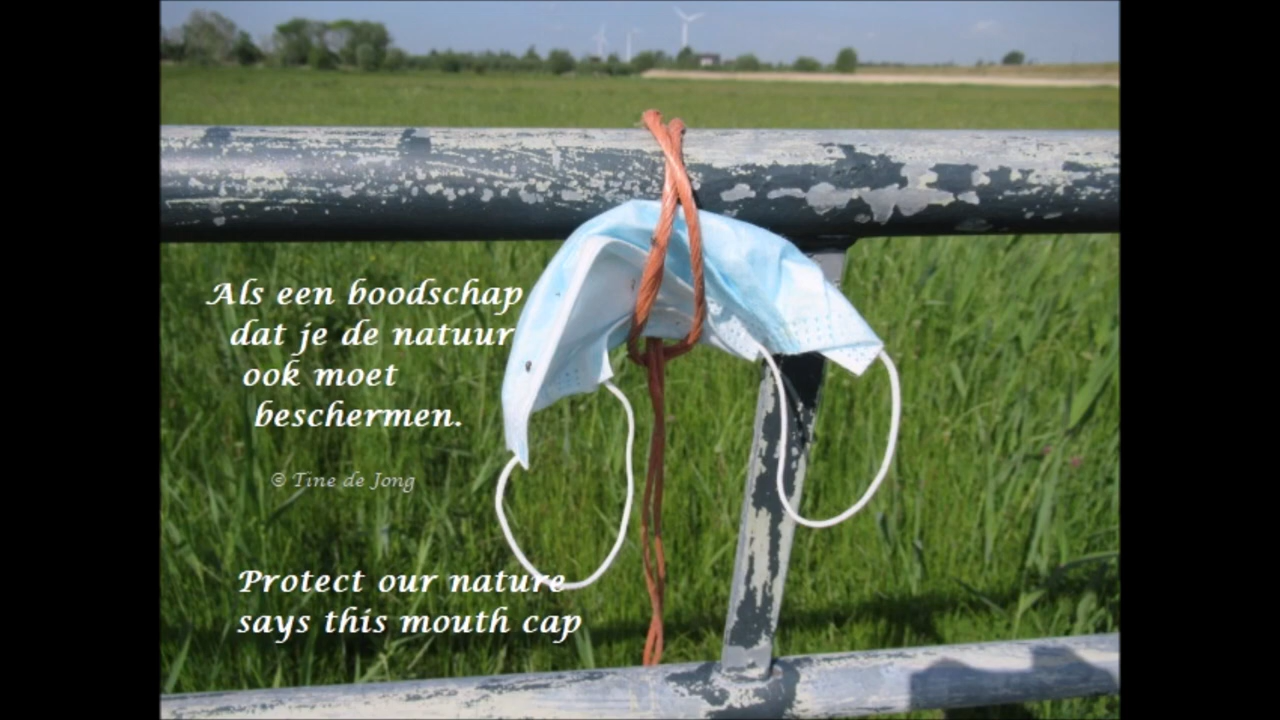 Als een boodschap
dat je de natuur
ook moet
beschermen.
© Tine de Jong
Protect our nature
says this mouth cap